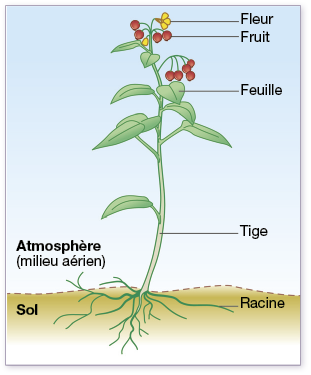 Fleur
Fruit
Feuille
Tige
Atmosphère
(milieu aérien)
Racine
Sol